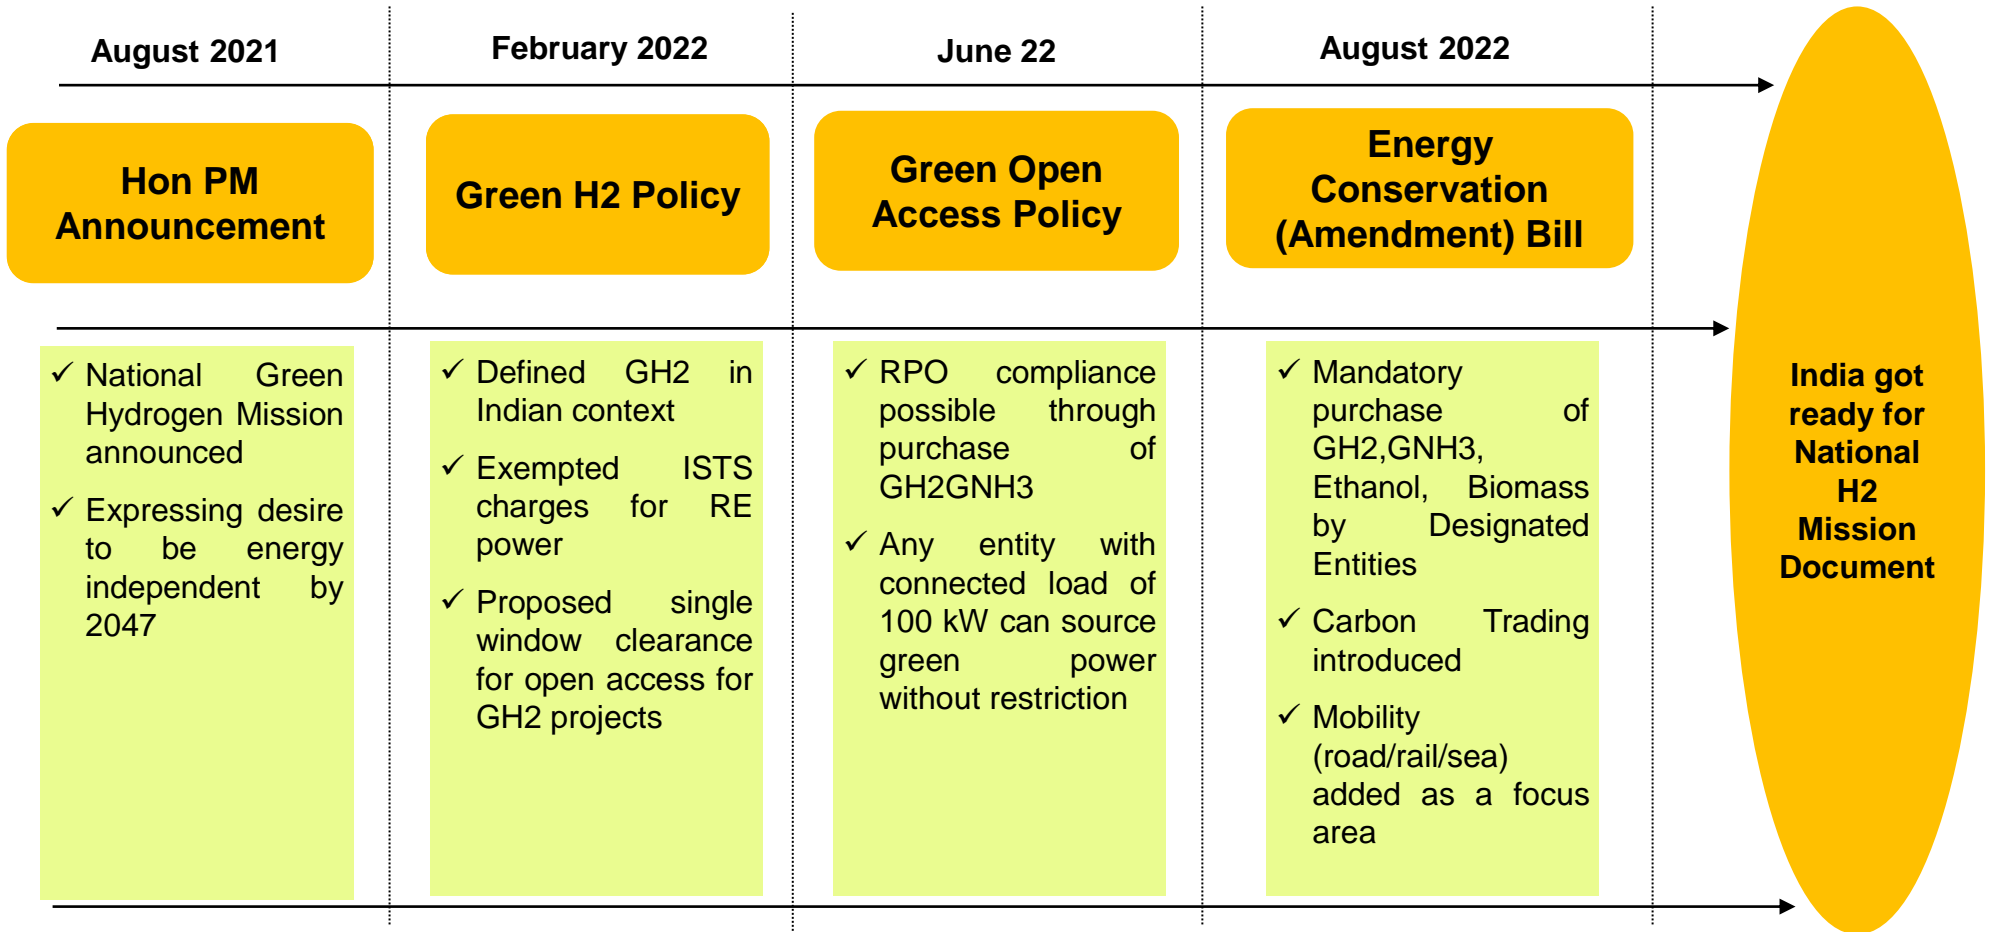 August 2021
February 2022
June 22
August 2022
Hon PM
Announcement
Green H2 Policy
Green Open
Access Policy
Energy
Conservation
(Amendment) Bill
✓ National Green
Hydrogen Mission
announced
✓ Expressing desire
to be energy
independent by
2047
✓ Defined GH2 in
Indian context
✓ Exempted ISTS
charges for RE
power
✓ Proposed single
window clearance
for open access for
GH2 projects
✓ RPO compliance
possible through
purchase of
GH2GNH3
✓ Any entity with
connected load of
100 kW can source
green power
without restriction
✓ Mandatory
purchase of
GH2,GNH3,
Ethanol, Biomass
by Designated
Entities
✓ Carbon Trading
introduced
✓ Mobility
(road/rail/sea)
added as a focus
area
India got
ready for
National
H2
Mission
Document